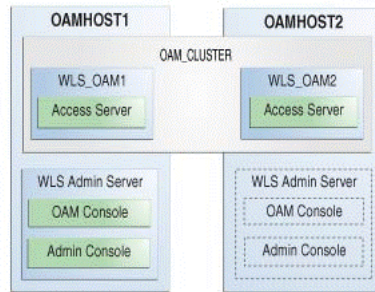 OAMHOST1
OAMHOST2
OAM_CLUSTER
WLS_OAM1
WLS_OAM2
Access Server
Access Server
WLS Admin Server
WLS Admin Server
OAM Console
OAM Console
Admin Console
Admin Console